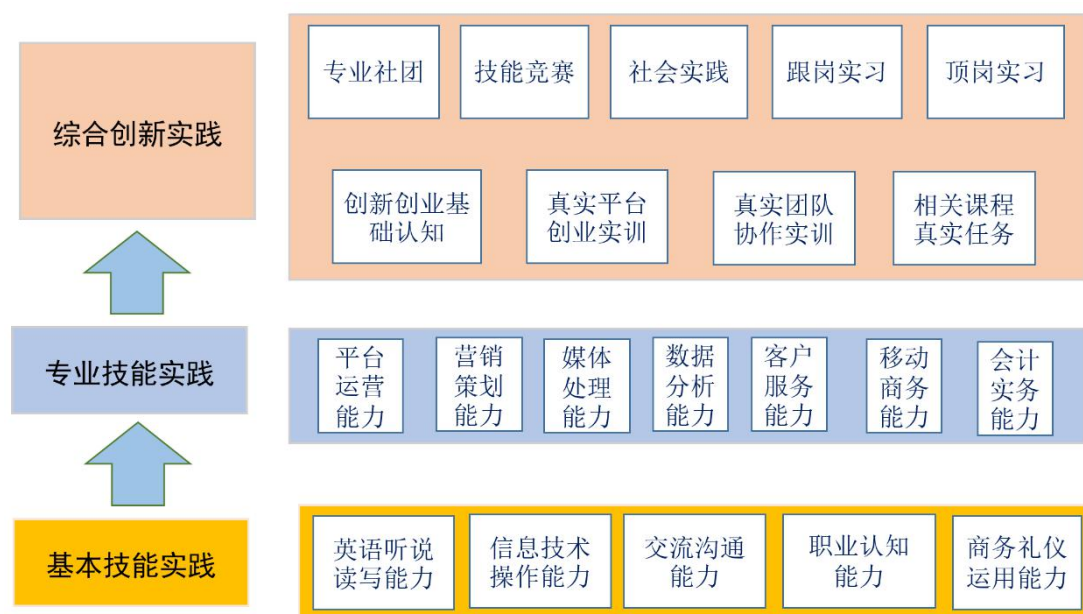 综合创新实践
专业社团
技能竞赛
社会实践
跟岗实习
顶岗实习
创新创业基
础认知
真实平台
创业实训
真实团队
协作实训
相关课程
真实任务
专业技能实践
平台
运营
能力
营销
策划
能力
媒体
处理
能力
数据
分析
能力
客户
服务
能力
移动
商务
能力
会计
实务
能力
基本技能实践
英语听说
读写能力
信息技术
操作能力
交流沟通
能力
职业认知
能力
商务礼仪
运用能力